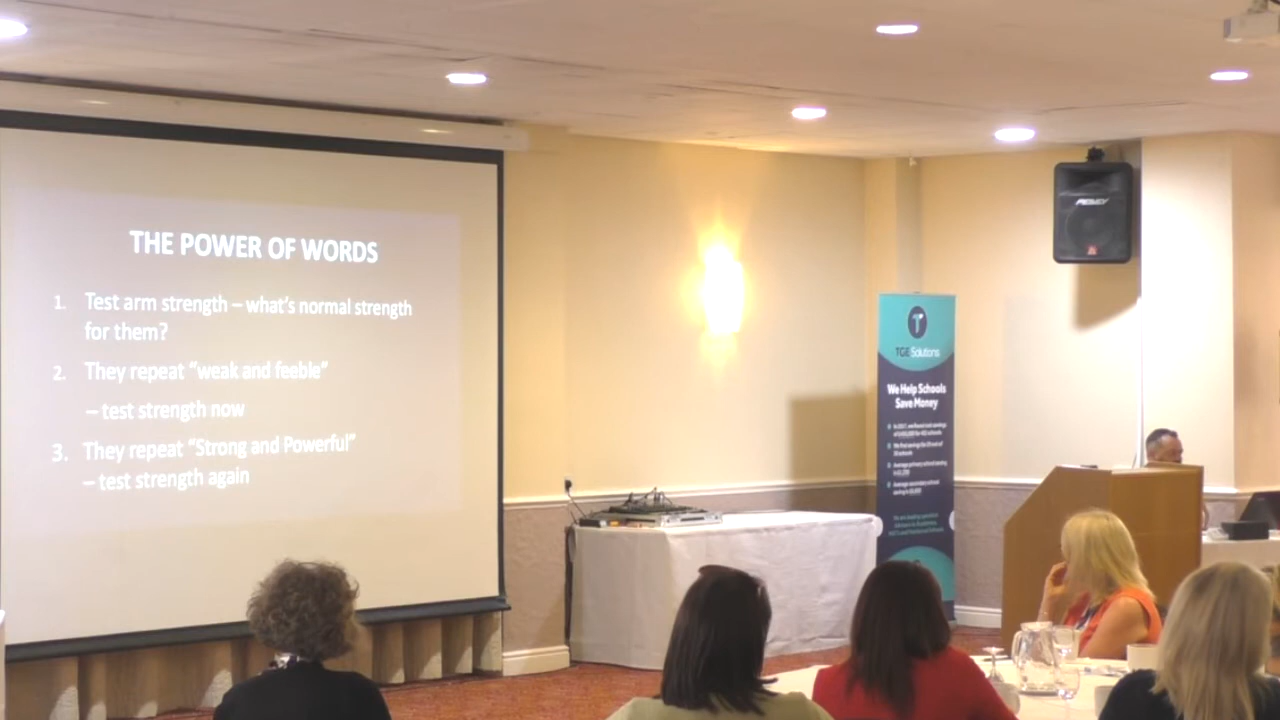 THE POWER OF WORDS
1. Test arm strength – what's normal strength
for them?
2. They repeat "weak and feeble"
– test strength now
3. They repeat "Strong and Powerful"
– test strength again
PEAVEY
T
TGE Solutions
We Help Schools
Save Money